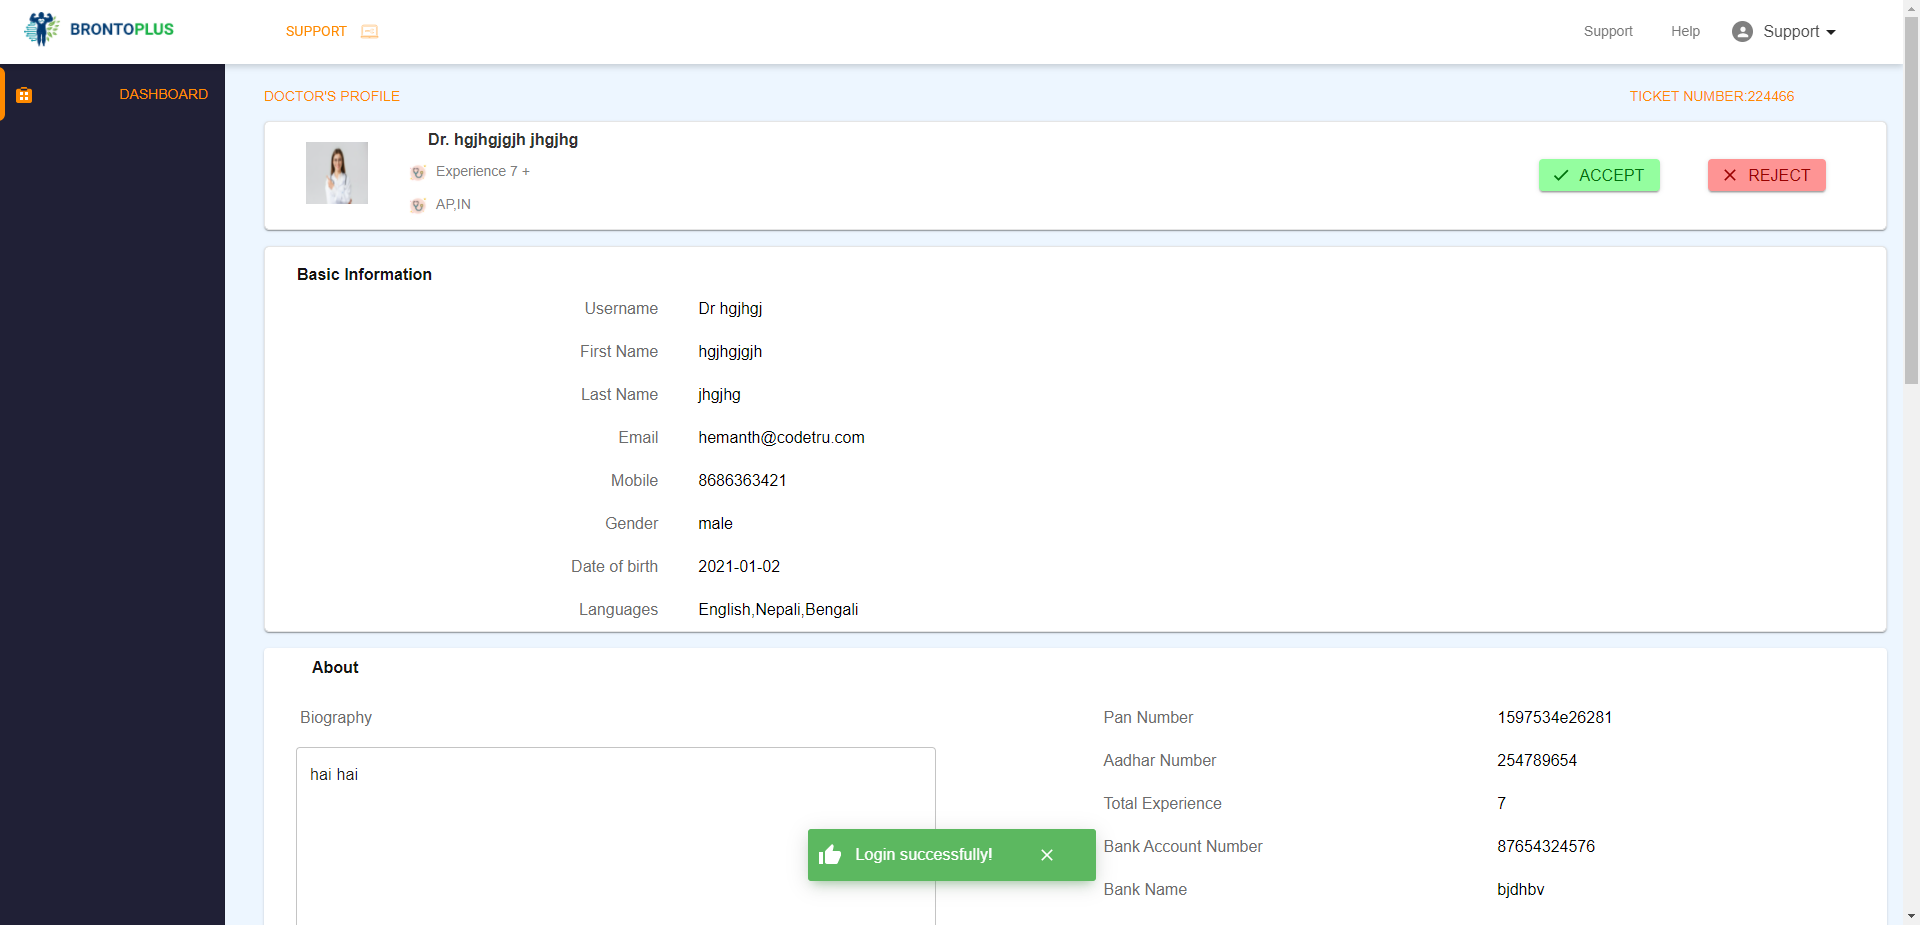 BRONTOPLUS
SUPPORT
Support
Help
Support
DASHBOARD
DOCTOR'S PROFILE
TICKET NUMBER:224466
Dr. hgjhgjgjh jhgjhg
Experience 7 +
AP,IN
ACCEPT
REJECT
Basic Information
Username Dr hgjhgj
First Name hgjhgjgjh
Last Name jhgjhg
Email hemanth@codetru.com
Mobile 8686363421
Gender male
Date of birth 2021-01-02
Languages English,Nepali,Bengali
About
Biography
hai hai
Pan Number 1597534e26281
Aadhar Number 254789654
Total Experience 7
Bank Account Number 87654324576
Bank Name bjdhbv
Login successfully!